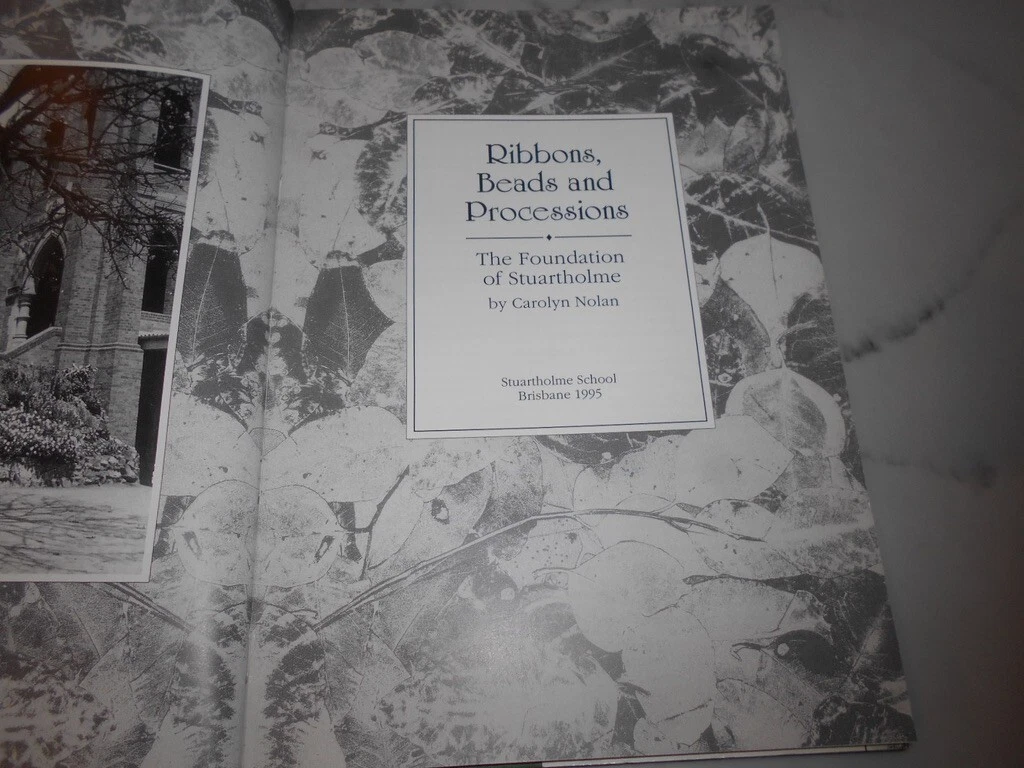 Ribbons,
Beads and
Processions
The Foundation
of Stuartholme
by Carolyn Nolan
Stuartholme School
Brisbane 1995